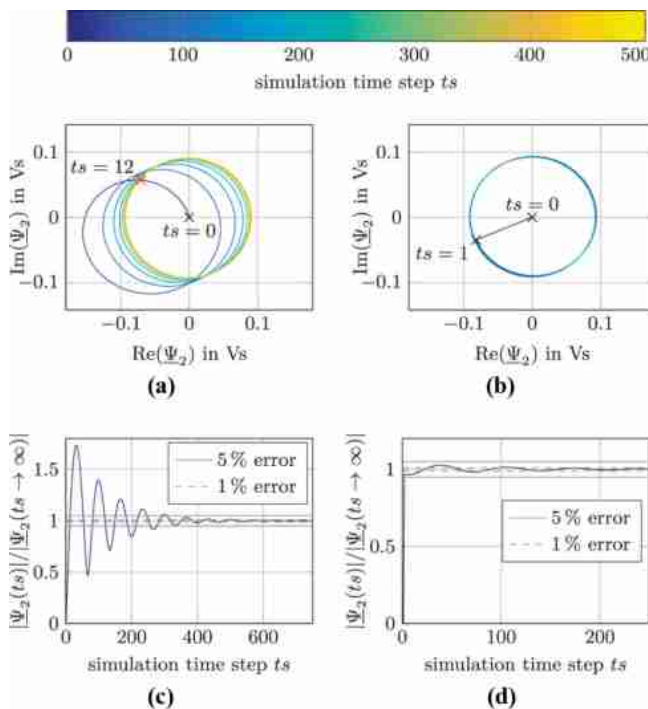 0 100 200 300 400 500
simulation time step ts
0.1
0
−0.1
Im(Ψ₂) in Vs
ts = 12
ts = 0
−0.1 0 0.1
Re(Ψ₂) in Vs
(a)
0.1
0
−0.1
Im(Ψ₂) in Vs
ts = 0
ts = 1
−0.1 0 0.1
Re(Ψ₂) in Vs
(b)
|Ψ₂(ts)|/|Ψ₂(ts → ∞)|
1.5
1
0.5
0
5 % error
1 % error
0 200 400 600
simulation time step ts
(c)
|Ψ₂(ts)|/|Ψ₂(ts → ∞)|
1
0.5
0
5 % error
1 % error
0 100 200
simulation time step ts
(d)